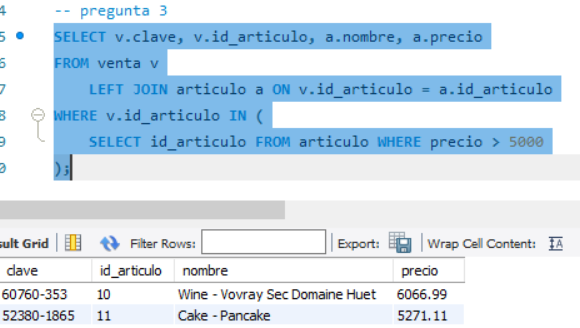 4 -- pregunta 3
5 SELECT v.clave, v.id_articulo, a.nombre, a.precio
6 FROM venta v
7 LEFT JOIN articulo a ON v.id_articulo = a.id_articulo
8 WHERE v.id_articulo IN (
9 SELECT id_articulo FROM articulo WHERE precio > 5000
0 );
sult Grid Filter Rows: Export: Wrap Cell Content: IA
clave id_articulo nombre precio
60760-353 10 Wine - Vovray Sec Domaine Huet 6066.99
52380-1865 11 Cake - Pancake 5271.11